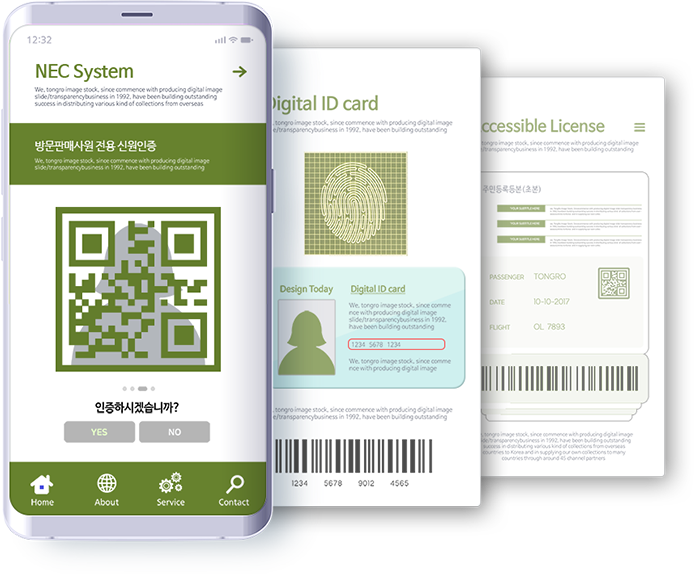 12:32
NEC System
We, tongro image stock, since commence with producing digital image
slide/transparencybusiness in 1992, have been building outstanding
success in distributing various kind of collections from overseas
방문판매사원 전용 신원인증
We, tongro image stock, since commence with producing digital image
slide/transparencybusiness in 1992, have been building outstanding
인증하시겠습니까?
YES NO
Home About Service Contact
Digital ID card
tongro image stock, since commence with producing digital image
slide/transparencybusiness in 1992, have been building outstanding
Design Today
Digital ID card
We, tongro image stock, since commence
with producing digital image
slide/transparencybusiness in 1992,
have been building outstanding
1234 5678 1234
We, tongro image stock, since commence
with producing digital image
tongro image stock, since commence with producing digital image
slide/transparencybusiness in 1992, have been building outstanding
1234 5678 9012 4565
ccessible License
tongro image stock, since commence with producing digital image
slide/transparencybusiness in 1992, have been building outstanding
주민등록등본(초본)
YOUR SUBTITLE HERE
YOUR SUBTITLE HERE
YOUR SUBTITLE HERE
PASSENGER TONGRO
DATE 10-10-2017
FLIGHT OL 7893
tongro image stock, since commence with producing digital image
slide/transparencybusiness in 1992, have been building outstanding
success in distributing various kind of collections from overseas
countries to Korea and in supplying our own collections to many
countries through around 45 channel partners